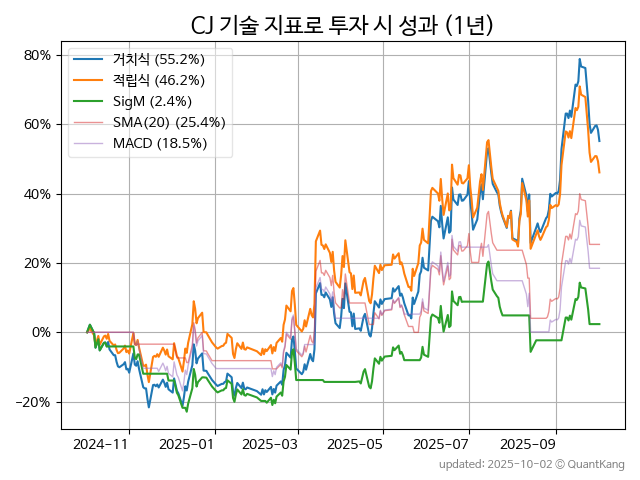 CJ 기술 지표로 투자 시 성과 (1년)
80%
60%
40%
20%
0%
−20%
거치식 (55.2%)
적립식 (46.2%)
SigM (2.4%)
SMA(20) (25.4%)
MACD (18.5%)
2024-11
2025-01
2025-03
2025-05
2025-07
2025-09
updated: 2025-10-02 © QuantKang